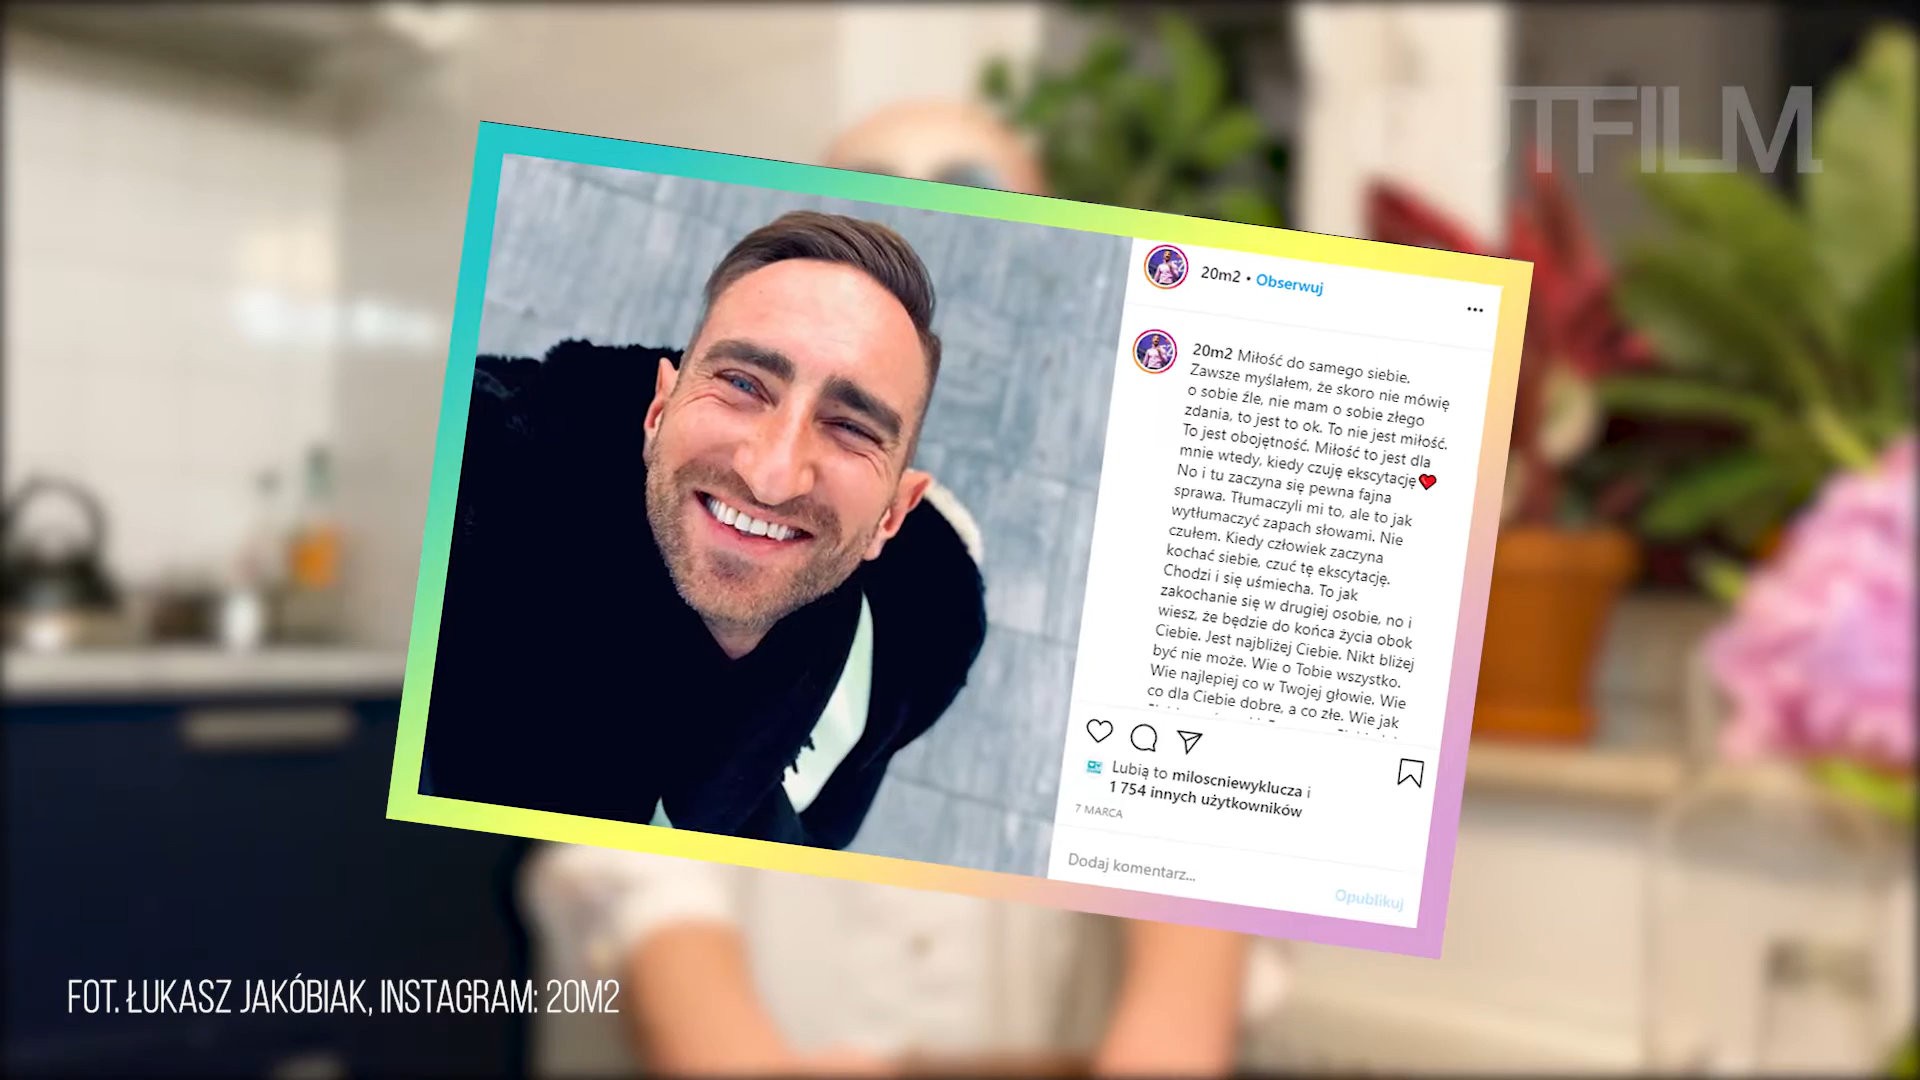 UTFILM.
20m2 • Obserwuj
20m2 Miłość do samego siebie.
Zawsze myślałem, że skoro nie mówię
o sobie źle, nie mam o sobie złego
zdania, to jest to ok. To nie jest miłość.
To jest obojętność. Miłość to jest dla
mnie wtedy, kiedy czuję ekscytację❤️
No i tu zaczyna się pewna fajna
sprawa. Tłumaczyli mi to, ale to jak
wytłumaczyć zapach słowami. Nie
czułem. Kiedy człowiek zaczyna
kochać siebie, czuć tę ekscytację.
Chodzi i się uśmiecha. To jak
zakochanie się w drugiej osobie, no i
wiesz, że będzie do końca życia obok
Ciebie. Jest najbliżej Ciebie. Nikt bliżej
być nie może. Wie o Tobie wszystko.
Wie najlepiej co w Twojej głowie. Wie
co dla Ciebie dobre, a co złe. Wie jak
Lubią to miloscniewyklucza i
1 754 innych użytkowników
7 MARCA
Dodaj komentarz...
Opublikuj
FOT. ŁUKASZ JAKÓBIAK, INSTAGRAM: 20M2